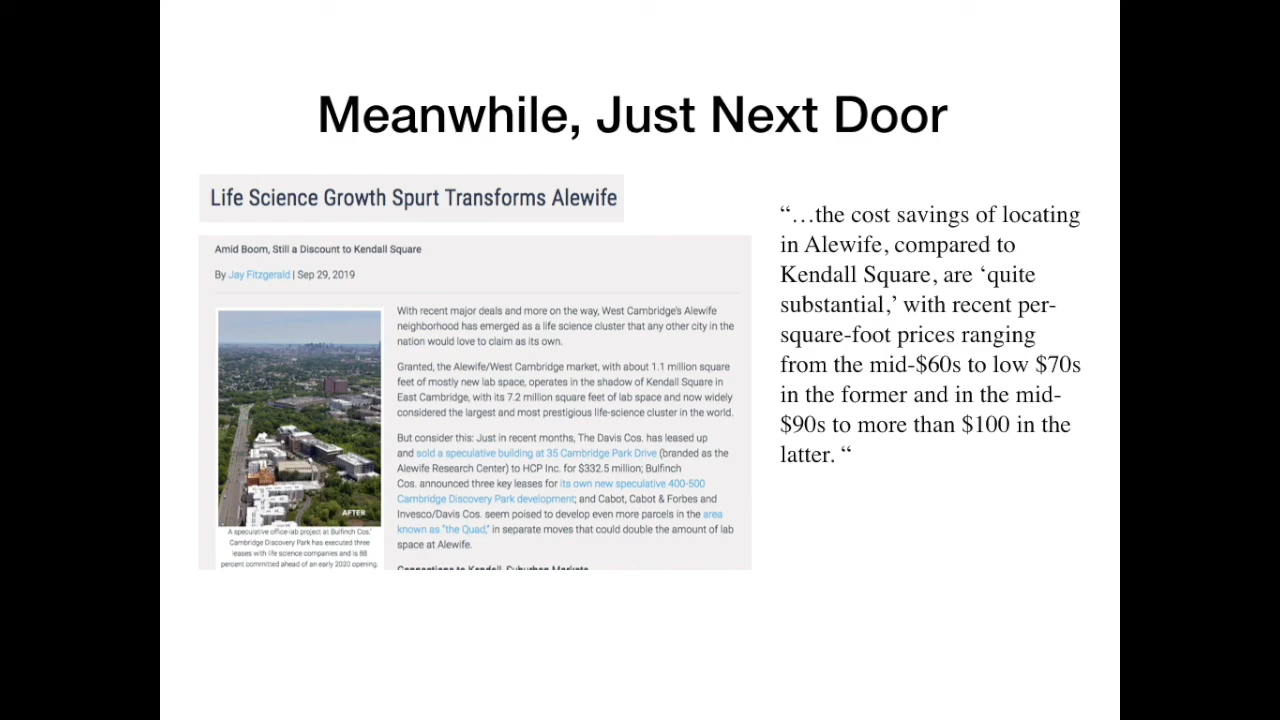 Meanwhile, Just Next Door
Life Science Growth Spurt Transforms Alewife
Amid Boom, Still a Discount to Kendall Square
By Jay Fitzgerald | Sep 29, 2019
With recent major deals and more on the way, West Cambridge's Alewife
neighborhood has emerged as a life science cluster that any other city in the
nation would love to claim as its own.
Granted, the Alewife/West Cambridge market, with about 1.1 million square
feet of mostly new lab space, operates in the shadow of Kendall Square in
East Cambridge, with its 7.2 million square feet of lab space and now widely
considered the largest and most prestigious life-science cluster in the world.
But consider this: Just in recent months, The Davis Cos. has leased up
and sold a speculative building at 35 Cambridge Park Drive (branded as the
Alewife Research Center) to HCP Inc. for $332.5 million; Bulfinch
Cos. announced three key leases for its own new speculative 400-500
Cambridge Discovery Park development; and Cabot, Cabot & Forbes and
Invesco/Davis Cos. seem poised to develop even more parcels in the area
known as "the Quad," in separate moves that could double the amount of lab
space at Alewife.
Connections to Kendall, Suburban Markets
AFTER
A speculative office-lab project at Bulfinch Cos.'
Cambridge Discovery Park has executed three
leases with life science companies and is 88
percent committed ahead of an early 2020 opening.
“…the cost savings of locating
in Alewife, compared to
Kendall Square, are ‘quite
substantial,’ with recent per-
square-foot prices ranging
from the mid-$60s to low $70s
in the former and in the mid-
$90s to more than $100 in the
latter. “